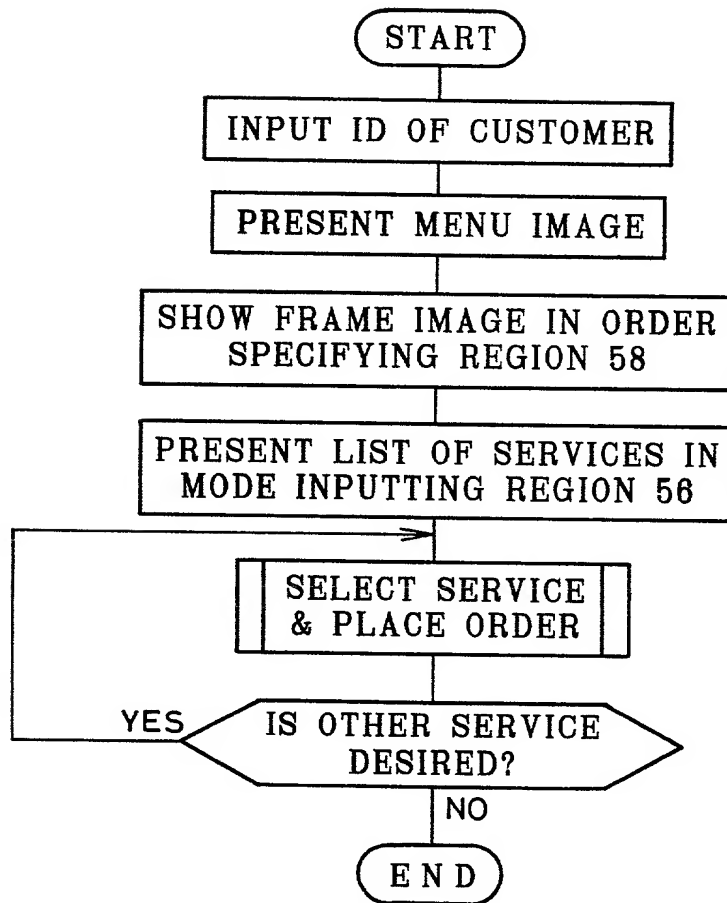 START
INPUT ID OF CUSTOMER
PRESENT MENU IMAGE
SHOW FRAME IMAGE IN ORDER
SPECIFYING REGION 58
PRESENT LIST OF SERVICES IN
MODE INPUTTING REGION 56
SELECT SERVICE
& PLACE ORDER
YES
IS OTHER SERVICE
DESIRED?
NO
END